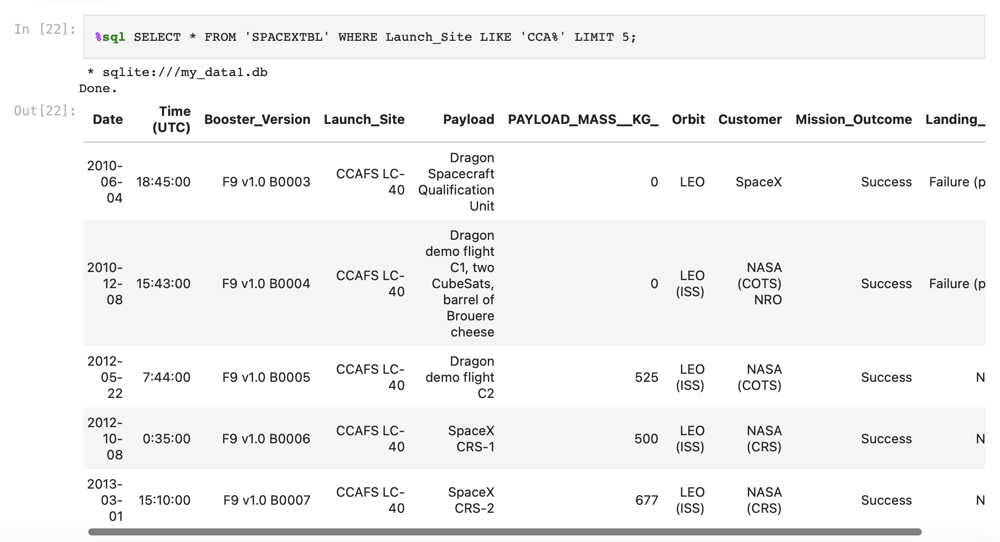 In [22]:
%sql SELECT * FROM 'SPACEXTBL' WHERE Launch_Site LIKE 'CCA%' LIMIT 5;
* sqlite:///my_data1.db
Done.
Out[22]:
Date Time (UTC) Booster_Version Launch_Site Payload PAYLOAD_MASS__KG_ Orbit Customer Mission_Outcome Landing_
2010-06-04 18:45:00 F9 v1.0 B0003 CCAFS LC-40 Dragon Spacecraft Qualification Unit 0 LEO SpaceX Success Failure (p
2010-12-08 15:43:00 F9 v1.0 B0004 CCAFS LC-40 Dragon demo flight C1, two CubeSats, barrel of Brouere cheese 0 LEO (ISS) NASA (COTS) NRO Success Failure (p
2012-05-22 7:44:00 F9 v1.0 B0005 CCAFS LC-40 Dragon demo flight C2 525 LEO (ISS) NASA (COTS) Success N
2012-10-08 0:35:00 F9 v1.0 B0006 CCAFS LC-40 SpaceX CRS-1 500 LEO (ISS) NASA (CRS) Success N
2013-03-01 15:10:00 F9 v1.0 B0007 CCAFS LC-40 SpaceX CRS-2 677 LEO (ISS) NASA (CRS) Success N